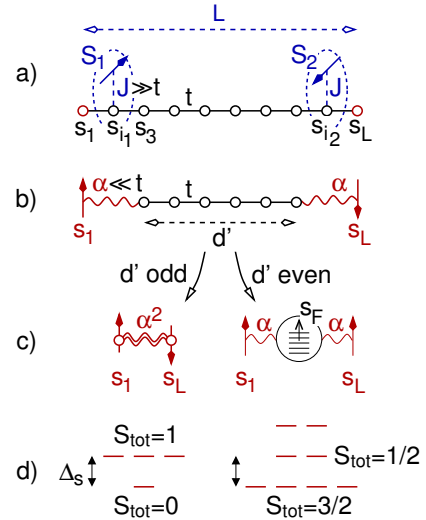 L
S1 S2
a) J≫t t J
s1 si1 s3 si2 sL
b) α≪t t α
s1 d' sL
d' odd d' even
c) α2 α sF α
s1 sL s1 sL
d) Stot=1 Stot=1/2
Δs Stot=0 Stot=3/2